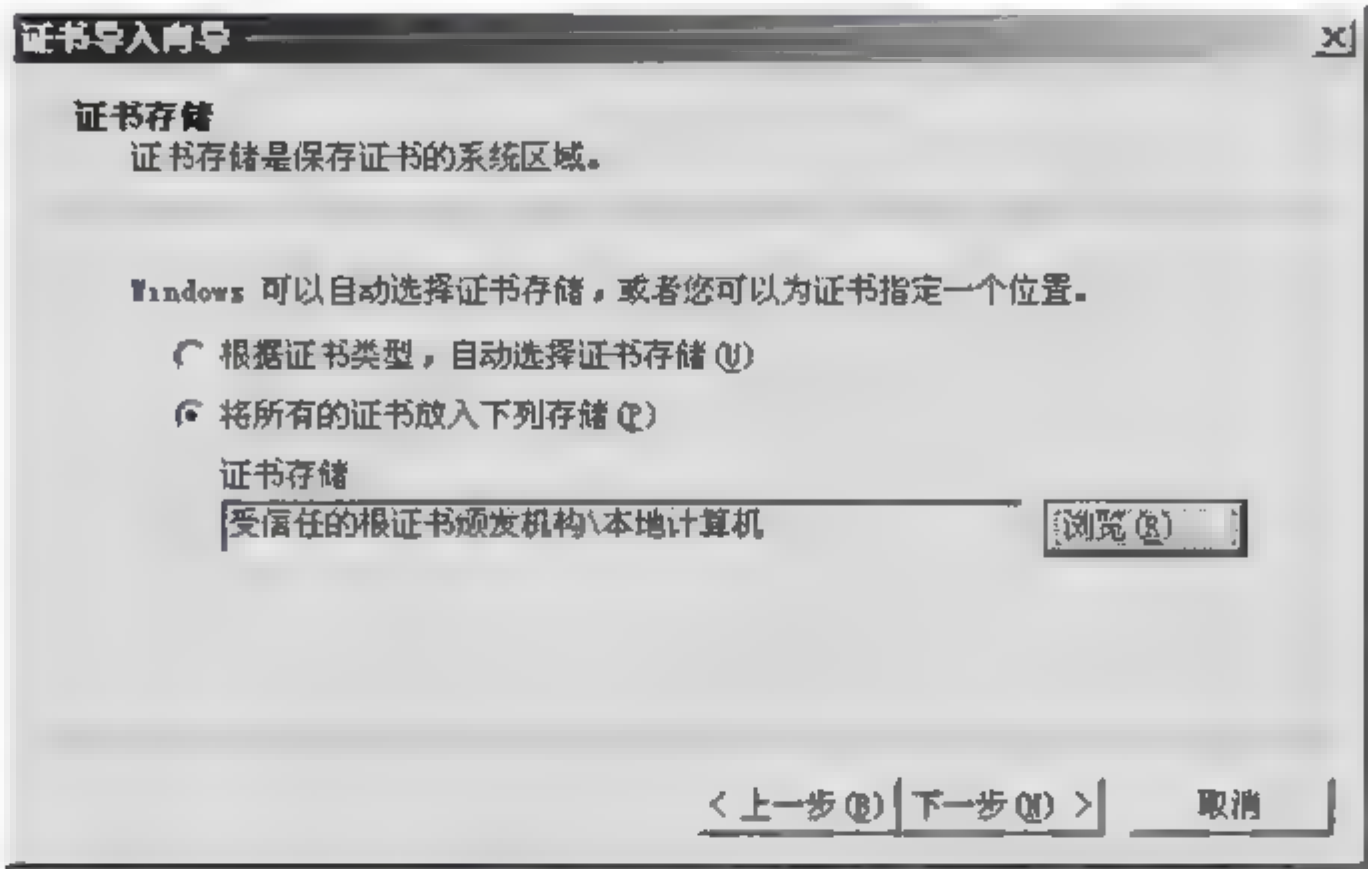 证书导入向导
证书存储
证书存储是保存证书的系统区域。
Windows 可以自动选择证书存储，或者您可以为证书指定一个位置。
根据证书类型，自动选择证书存储(U)
将所有的证书放入下列存储(P)
证书存储
受信任的根证书颁发机构\本地计算机
浏览(R)
< 上一步(B) 下一步(N) > 取消